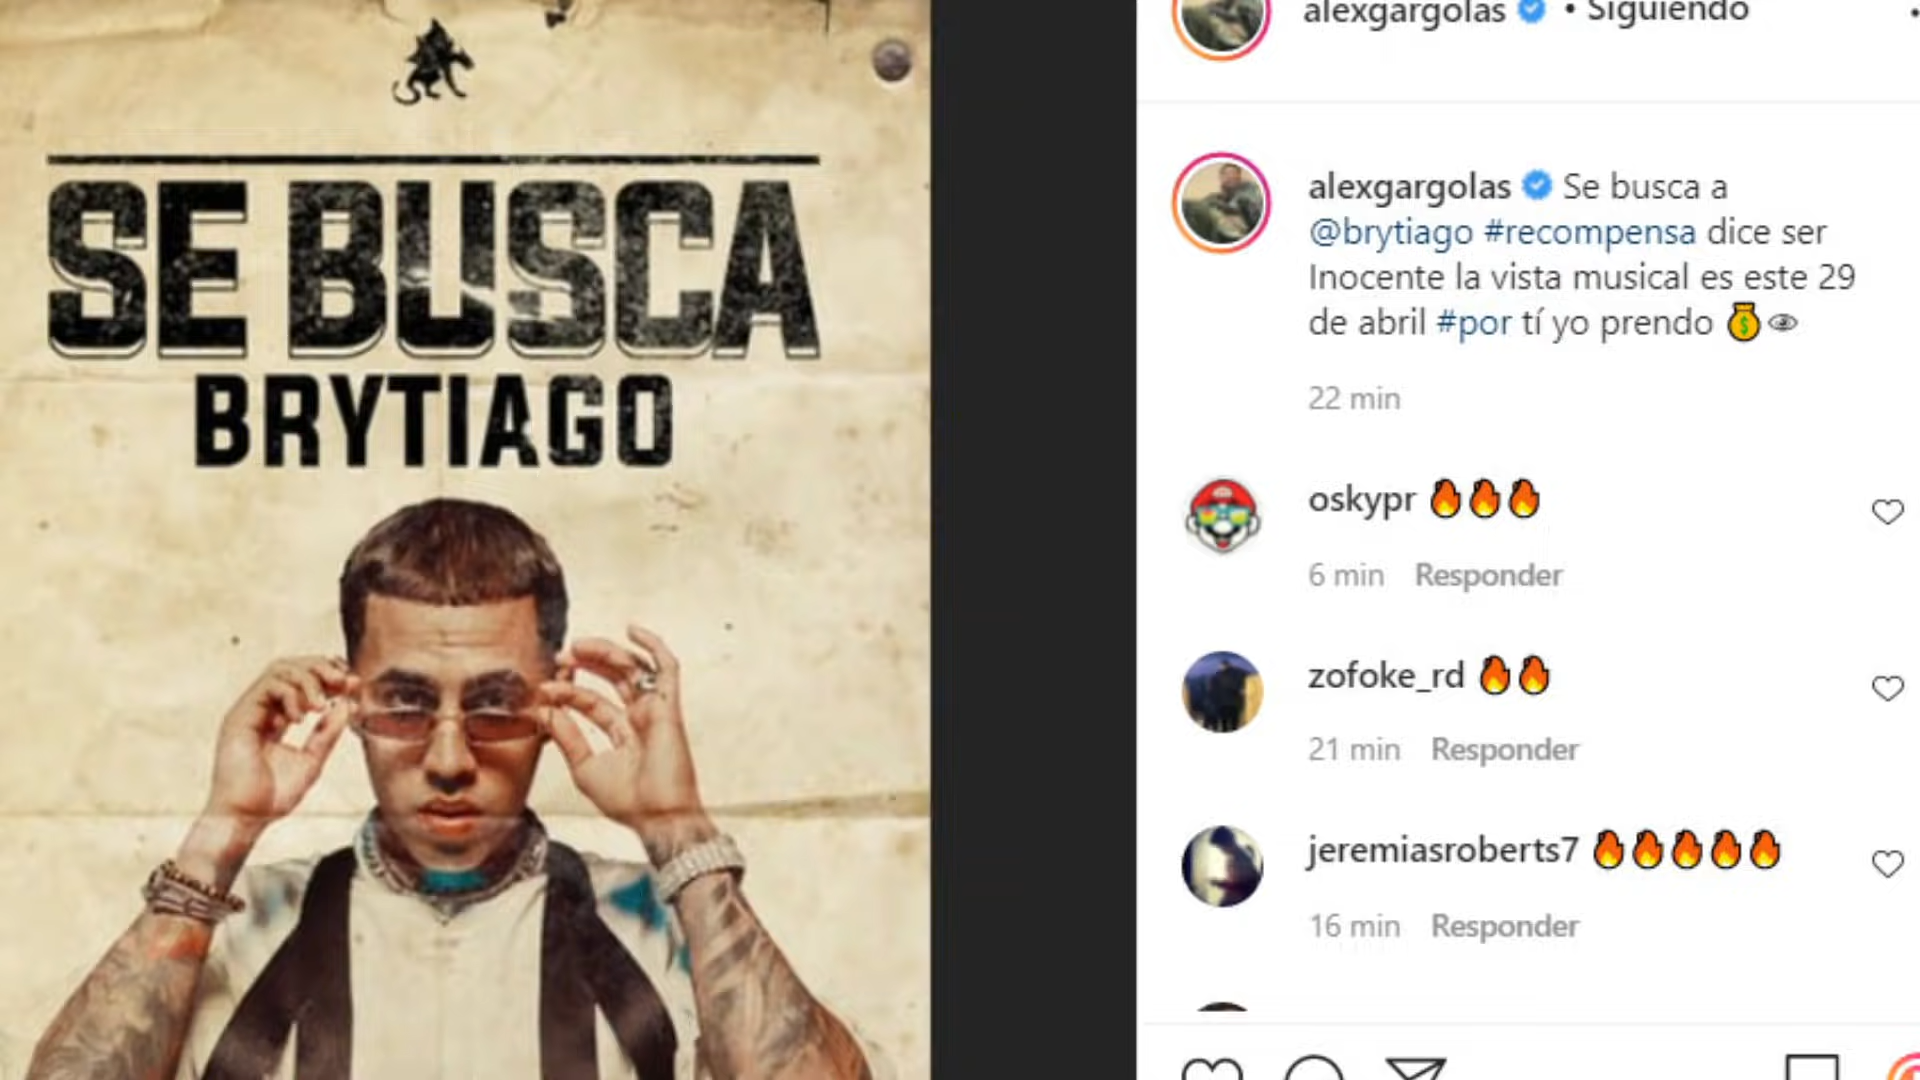 SE BUSCA
BRYTIAGO
alexgargolas • Siguiendo
alexgargolas Se busca a
@brytiago #recompensa dice ser
Inocente la vista musical es este 29
de abril #por tí yo prendo 💰👁
22 min
oskypr 🔥🔥🔥
6 min Responder
zofoke_rd 🔥🔥
21 min Responder
jeremiasroberts7 🔥🔥🔥🔥🔥
16 min Responder